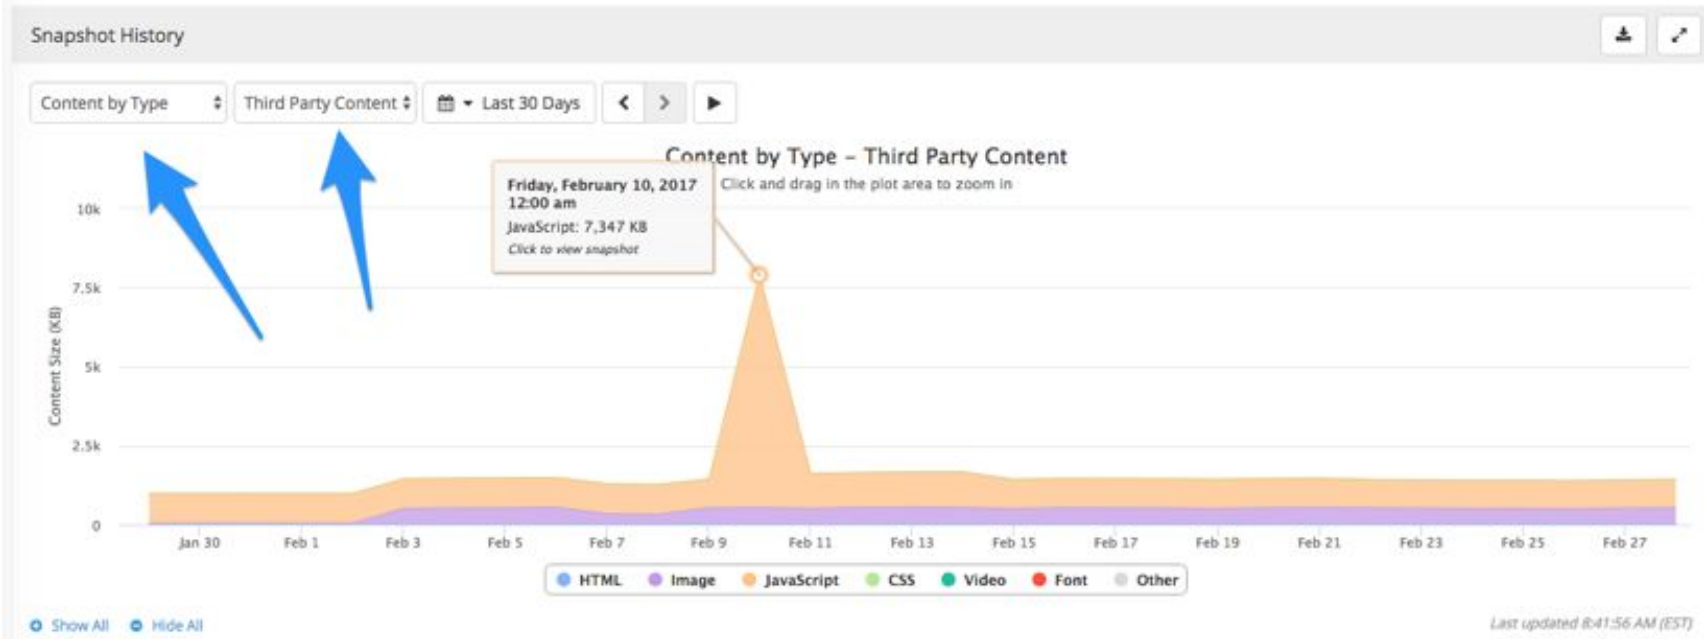 Snapshot History
Content by Type
Third Party Content
Last 30 Days
Content by Type – Third Party Content
Click and drag in the plot area to zoom in
Friday, February 10, 2017
12:00 am
JavaScript: 7,347 KB
Click to view snapshot
Content Size (KB)
10k
7.5k
5k
2.5k
0
Jan 30 Feb 1 Feb 3 Feb 5 Feb 7 Feb 9 Feb 11 Feb 13 Feb 15 Feb 17 Feb 19 Feb 21 Feb 23 Feb 25 Feb 27
HTML Image JavaScript CSS Video Font Other
Show All Hide All
Last updated 8:41:56 AM (EST)